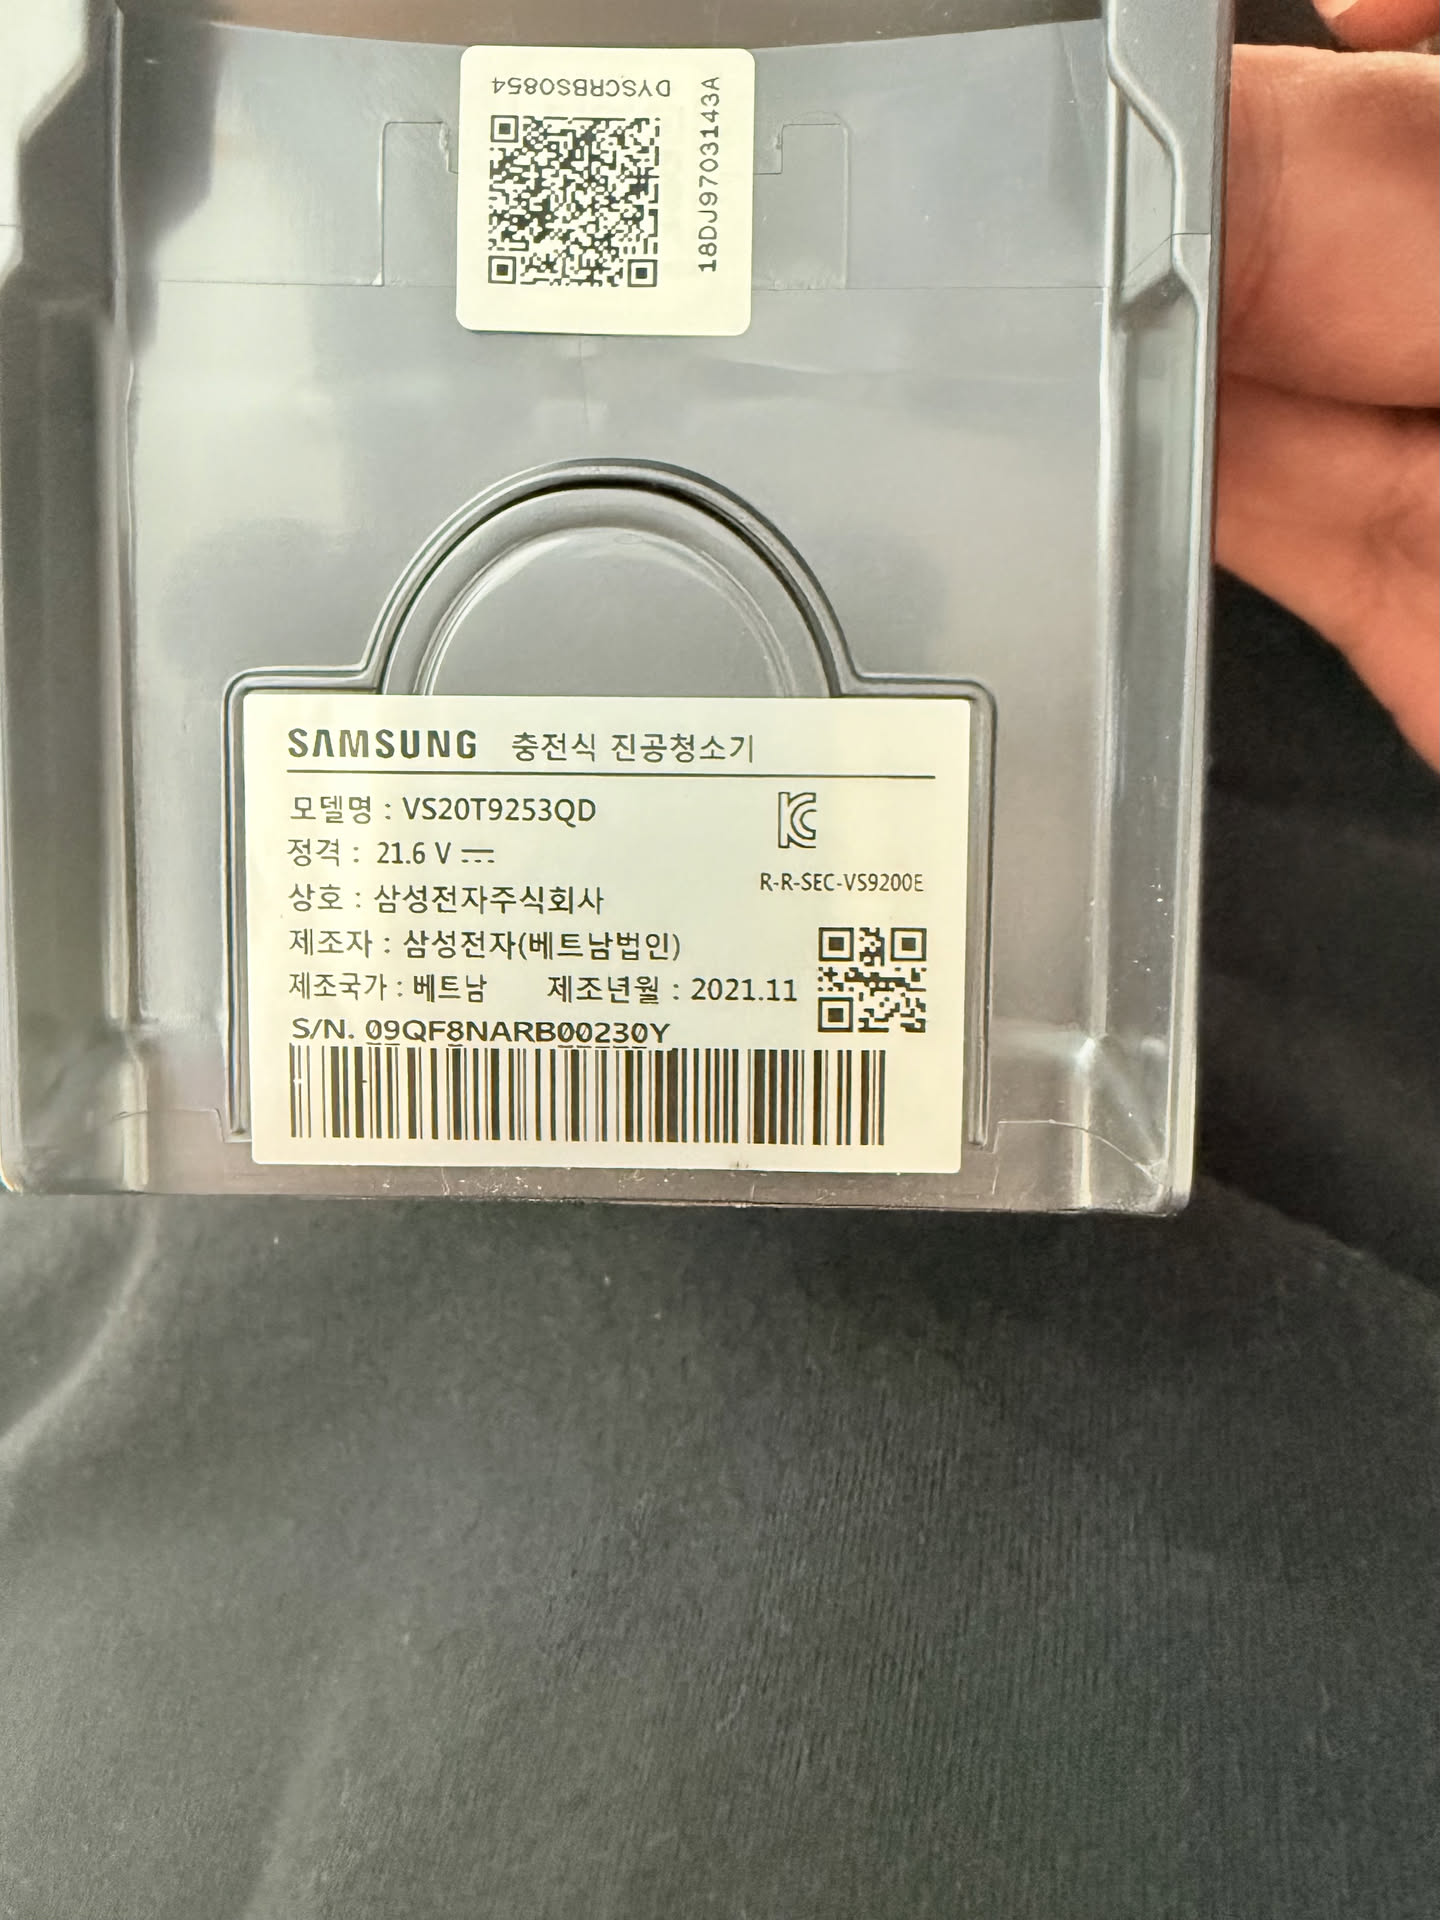 DYSCRBS0854
18DJ9703143A
SAMSUNG 충전식 진공청소기
모델명 : VS20T9253QD
정격 : 21.6 V
R-R-SEC-VS9200E
상호 : 삼성전자주식회사
제조자 : 삼성전자(베트남법인)
제조국가 : 베트남 제조년월 : 2021.11
S/N. 09QF8NARB00230Y